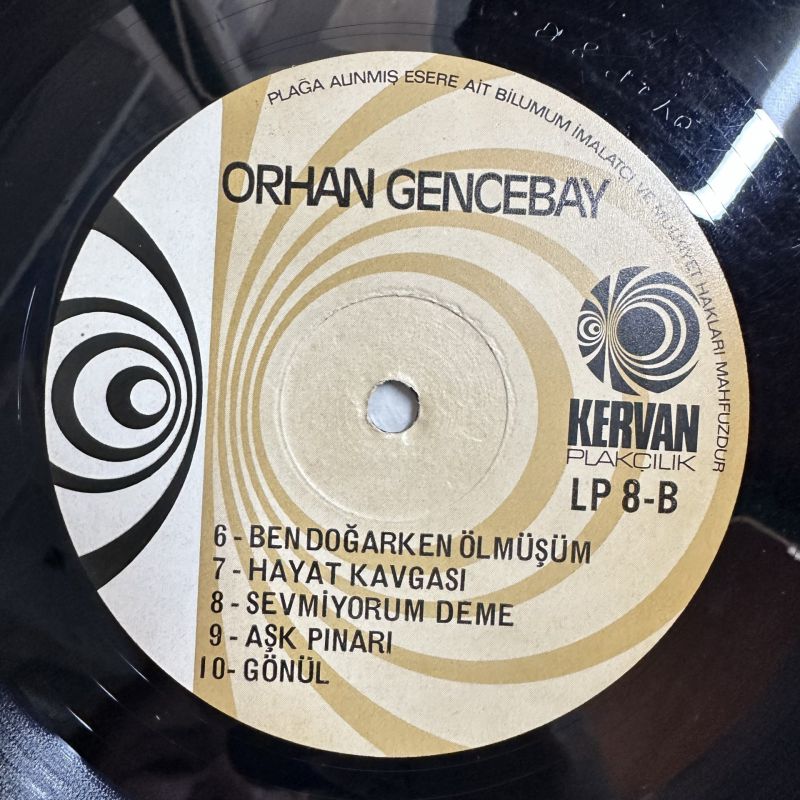 PLAĞA ALINMIŞ ESERE AİT BİLUMUM İMALATÇI VE MÜLKİYET HAKLARI MAHFUZDUR
ORHAN GENCEBAY
KERVAN
PLAKÇILIK
LP 8-B
6 - BEN DOĞARKEN ÖLMÜŞÜM
7 - HAYAT KAVGASI
8 - SEVMİYORUM DEME
9 - AŞK PINARI
10- GÖNÜL